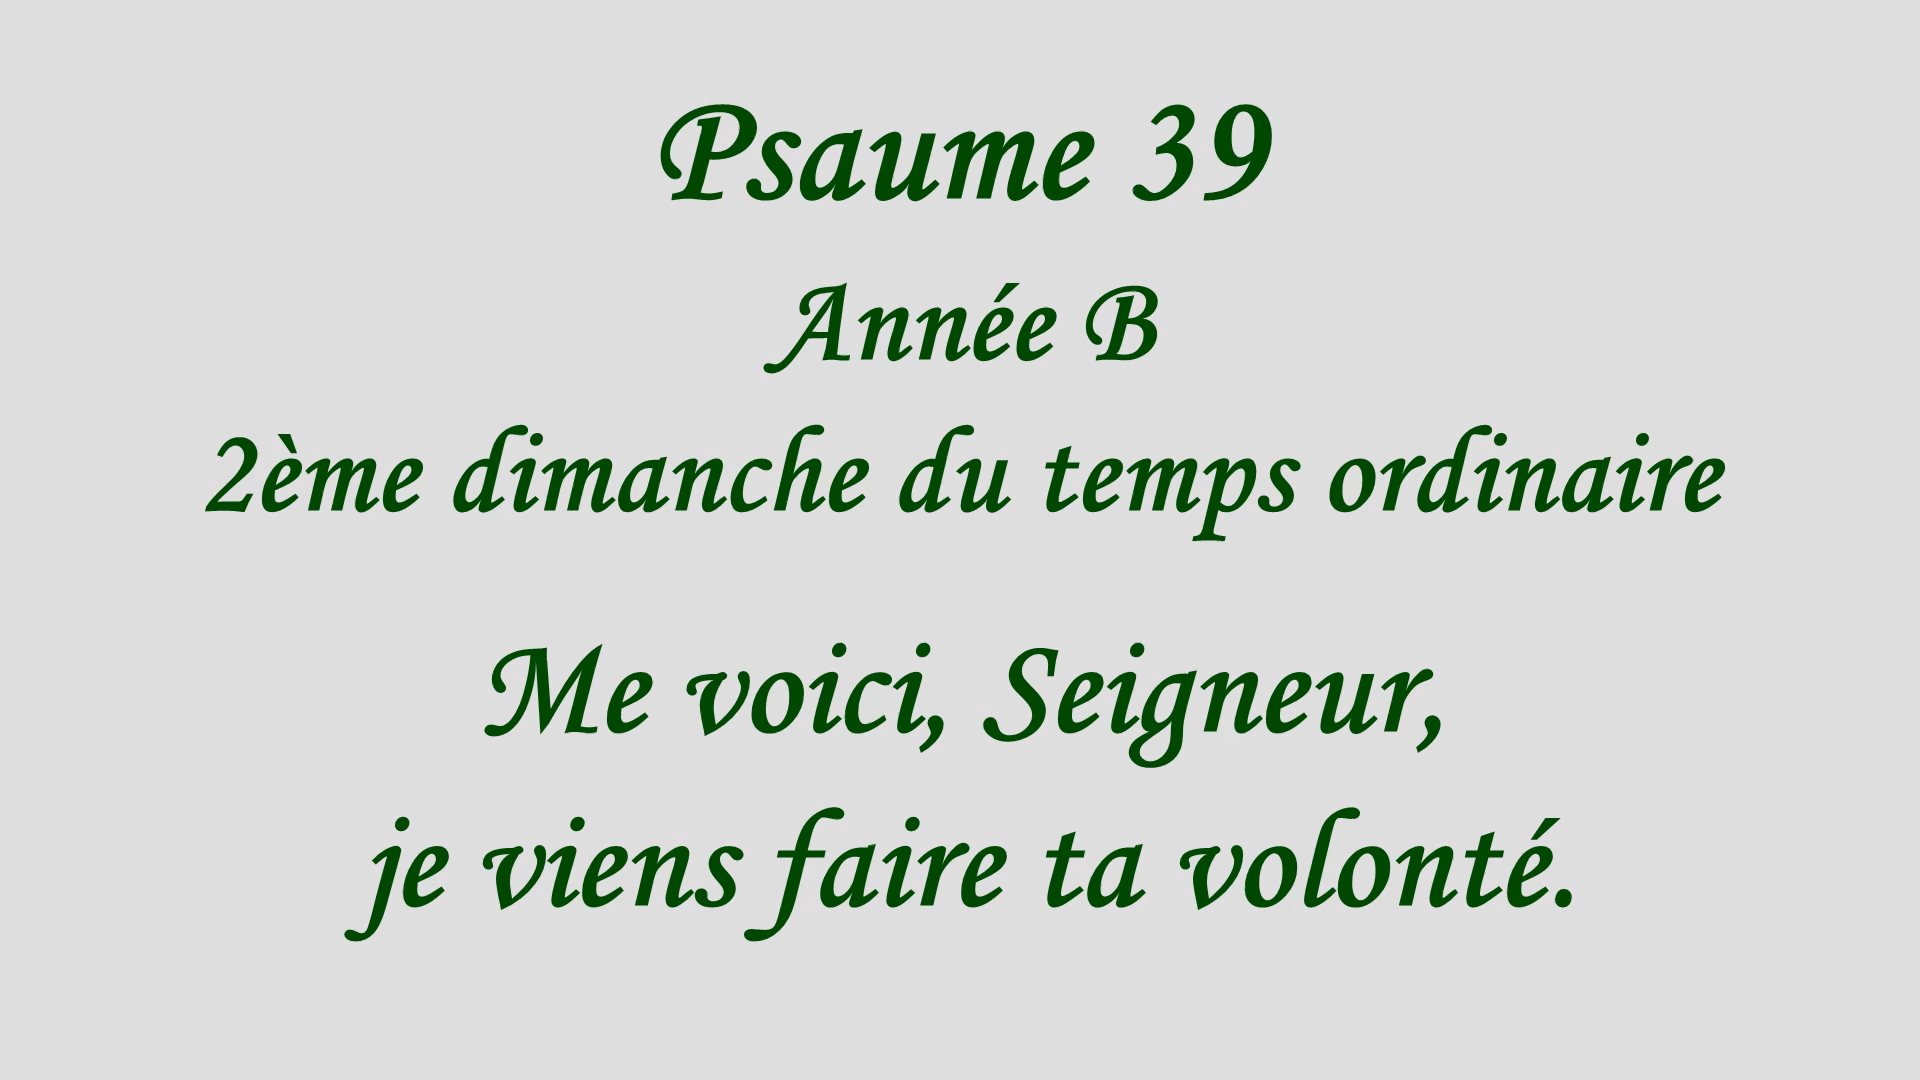 Psaume 39
Année B
2ème dimanche du temps ordinaire
Me voici, Seigneur,
je viens faire ta volonté.